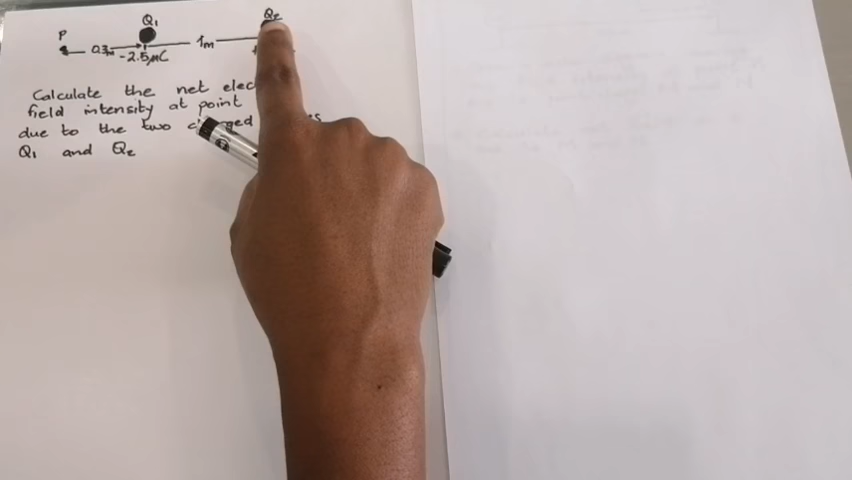 P Q₁ Q₂
0.3m 1m
-2.5μC
Calculate the net
field intensity at point
due to the two
Q₁ and Q₂